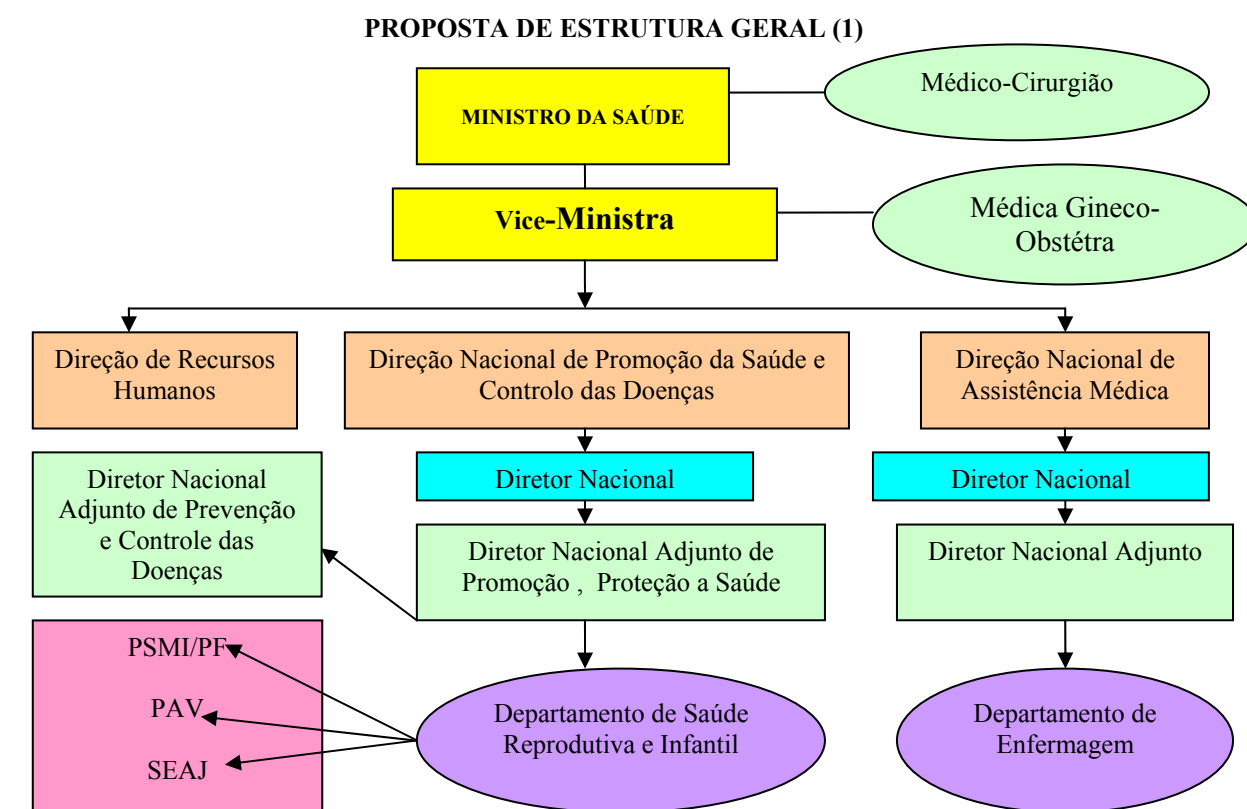 PROPOSTA DE ESTRUTURA GERAL (1)
Médico-Cirurgião
MINISTRO DA SAÚDE
Vice-Ministra
Médica Gineco-
Obstétra
Direção de Recursos
Humanos
Direção Nacional de Promoção da Saúde e
Controlo das Doenças
Direção Nacional de
Assistência Médica
Diretor Nacional
Adjunto de Prevenção
e Controle das
Doenças
Diretor Nacional
Diretor Nacional
Diretor Nacional Adjunto de
Promoção , Proteção a Saúde
Diretor Nacional Adjunto
PSMI/PF
PAV
SEAJ
Departamento de Saúde
Reprodutiva e Infantil
Departamento de
Enfermagem